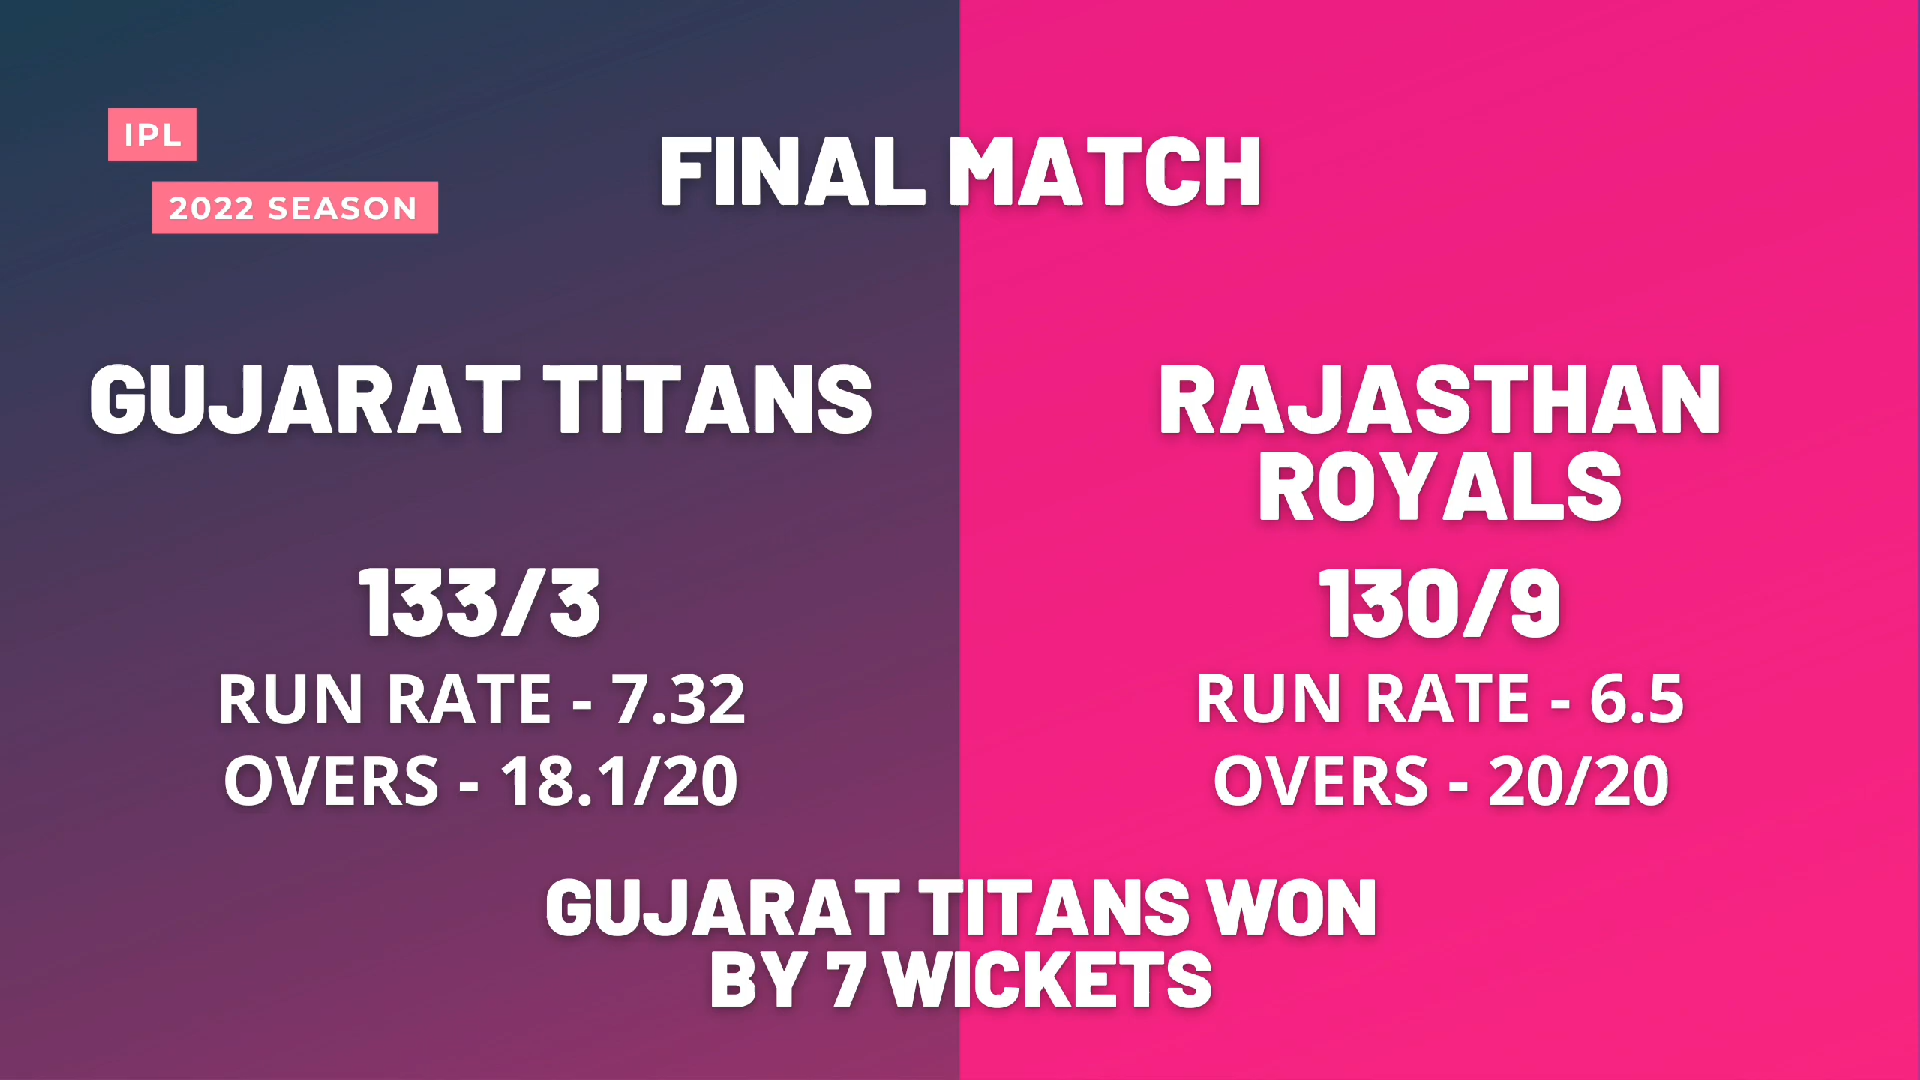 IPL
2022 SEASON
FINAL MATCH
GUJARAT TITANS
133/3
RUN RATE - 7.32
OVERS - 18.1/20
RAJASTHAN
ROYALS
130/9
RUN RATE - 6.5
OVERS - 20/20
GUJARAT TITANS WON
BY 7 WICKETS